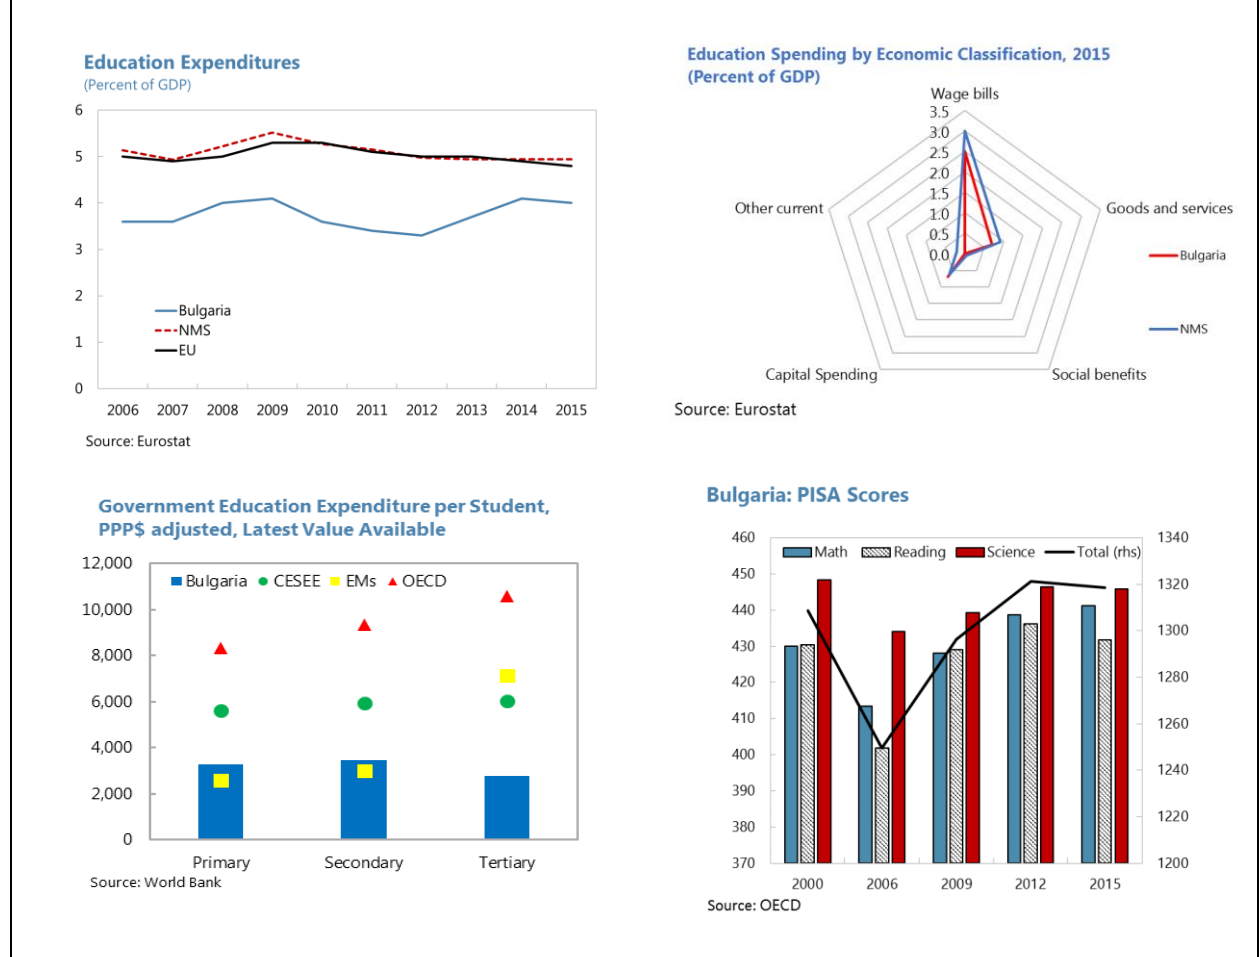 Education Expenditures
(Percent of GDP)
6
5
4
3
2
1
0
Bulgaria
NMS
EU
2006 2007 2008 2009 2010 2011 2012 2013 2014 2015
Source: Eurostat
Education Spending by Economic Classification, 2015
(Percent of GDP)
Wage bills
3.5
3.0
2.5
2.0
1.5
1.0
0.5
0.0
Other current
Goods and services
Bulgaria
NMS
Capital Spending
Social benefits
Source: Eurostat
Government Education Expenditure per Student,
PPP$ adjusted, Latest Value Available
12,000
10,000
8,000
6,000
4,000
2,000
0
Bulgaria CESEE EMs OECD
Primary Secondary Tertiary
Source: World Bank
Bulgaria: PISA Scores
460
450
440
430
420
410
400
390
380
370
Math Reading Science Total (rhs)
1340
1320
1300
1280
1260
1240
1220
1200
2000 2006 2009 2012 2015
Source: OECD